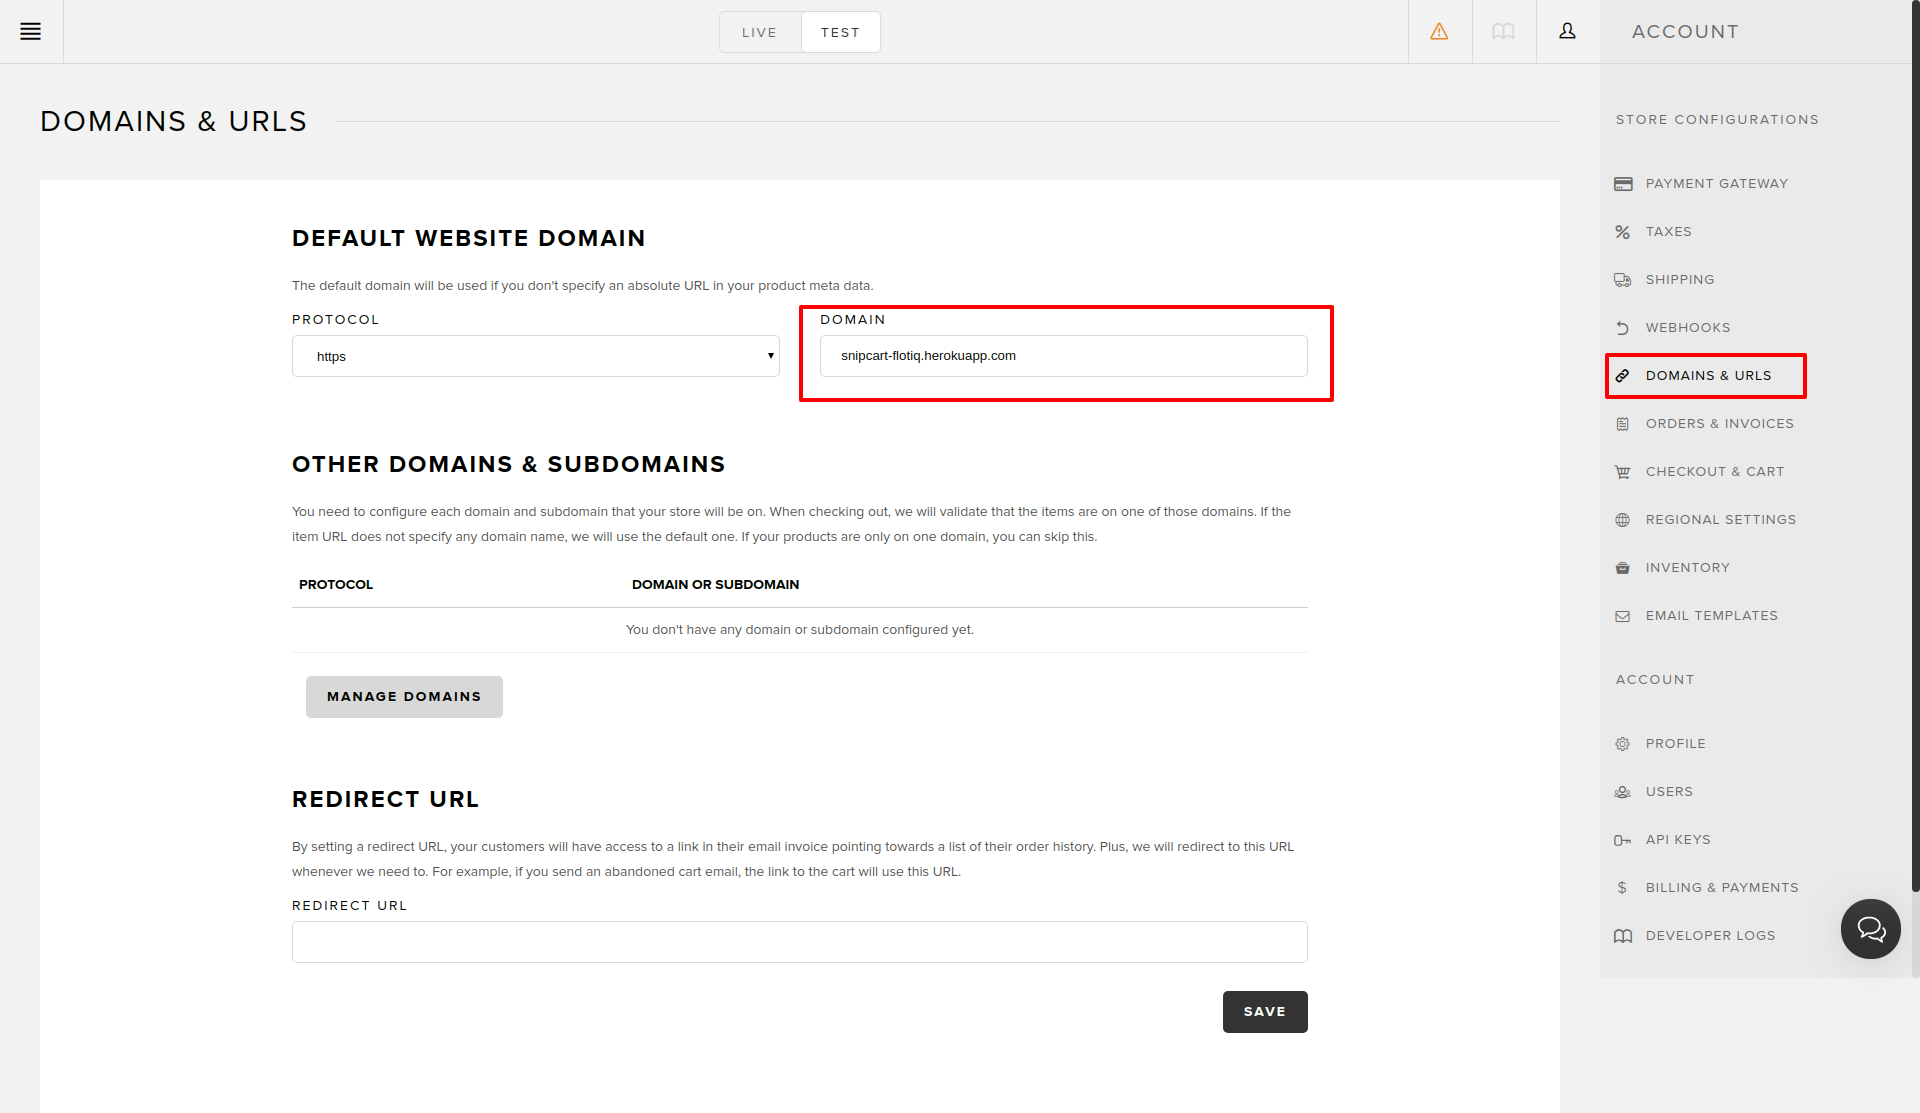 LIVE
TEST
ACCOUNT
DOMAINS & URLS
DEFAULT WEBSITE DOMAIN
The default domain will be used if you don't specify an absolute URL in your product meta data.
PROTOCOL
https
DOMAIN
snipcart-flotiq.herokuapp.com
OTHER DOMAINS & SUBDOMAINS
You need to configure each domain and subdomain that your store will be on. When checking out, we will validate that the items are on one of those domains. If the
item URL does not specify any domain name, we will use the default one. If your products are only on one domain, you can skip this.
PROTOCOL
DOMAIN OR SUBDOMAIN
You don't have any domain or subdomain configured yet.
MANAGE DOMAINS
REDIRECT URL
By setting a redirect URL, your customers will have access to a link in their email invoice pointing towards a list of their order history. Plus, we will redirect to this URL
whenever we need to. For example, if you send an abandoned cart email, the link to the cart will use this URL.
REDIRECT URL
SAVE
STORE CONFIGURATIONS
PAYMENT GATEWAY
TAXES
SHIPPING
WEBHOOKS
DOMAINS & URLS
ORDERS & INVOICES
CHECKOUT & CART
REGIONAL SETTINGS
INVENTORY
EMAIL TEMPLATES
ACCOUNT
PROFILE
USERS
API KEYS
BILLING & PAYMENTS
DEVELOPER LOGS